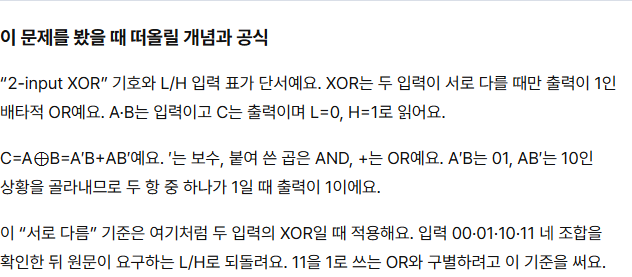 이 문제를 봤을 때 떠올릴 개념과 공식
“2-input XOR” 기호와 L/H 입력 표가 단서예요. XOR는 두 입력이 서로 다를 때만 출력이 1인
배타적 OR예요. A·B는 입력이고 C는 출력이며 L=0, H=1로 읽어요.
C=A⊕B=A′B+AB′예요. ′는 보수, 붙여 쓴 곱은 AND, +는 OR예요. A′B는 01, AB′는 10인
상황을 골라내므로 두 항 중 하나가 1일 때 출력이 1이에요.
이 “서로 다름” 기준은 여기처럼 두 입력의 XOR일 때 적용해요. 입력 00·01·10·11 네 조합을
확인한 뒤 원문이 요구하는 L/H로 되돌려요. 11을 1로 쓰는 OR와 구별하려고 이 기준을 써요.